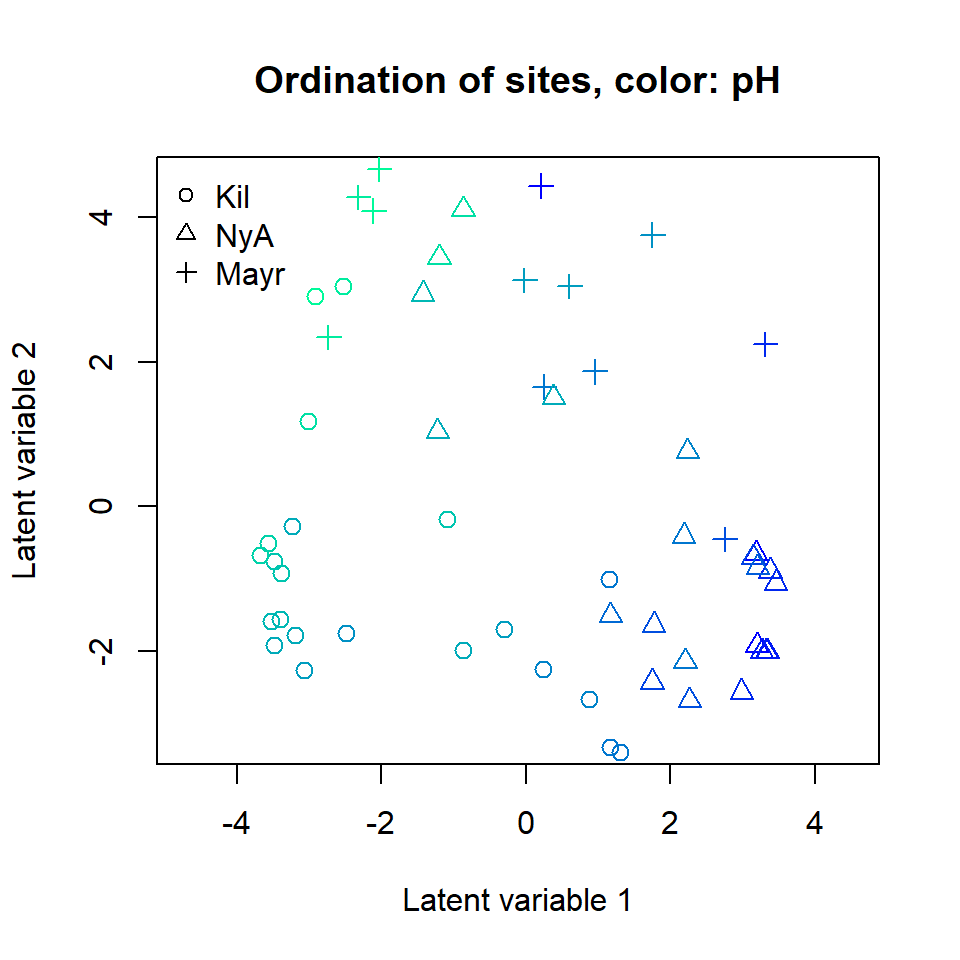 Ordination of sites, color: pH
Kil
NyA
Mayr
4
2
0
-2
Latent variable 2
-4 -2 0 2 4
Latent variable 1